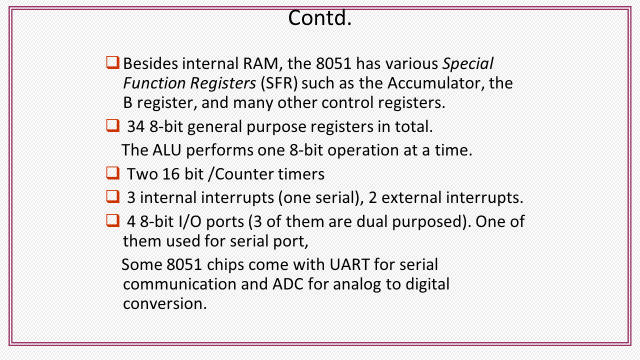 Contd.
Besides internal RAM, the 8051 has various Special
Function Registers (SFR) such as the Accumulator, the
B register, and many other control registers.
34 8-bit general purpose registers in total.
The ALU performs one 8-bit operation at a time.
Two 16 bit /Counter timers
3 internal interrupts (one serial), 2 external interrupts.
4 8-bit I/O ports (3 of them are dual purposed). One of
them used for serial port,
Some 8051 chips come with UART for serial
communication and ADC for analog to digital
conversion.